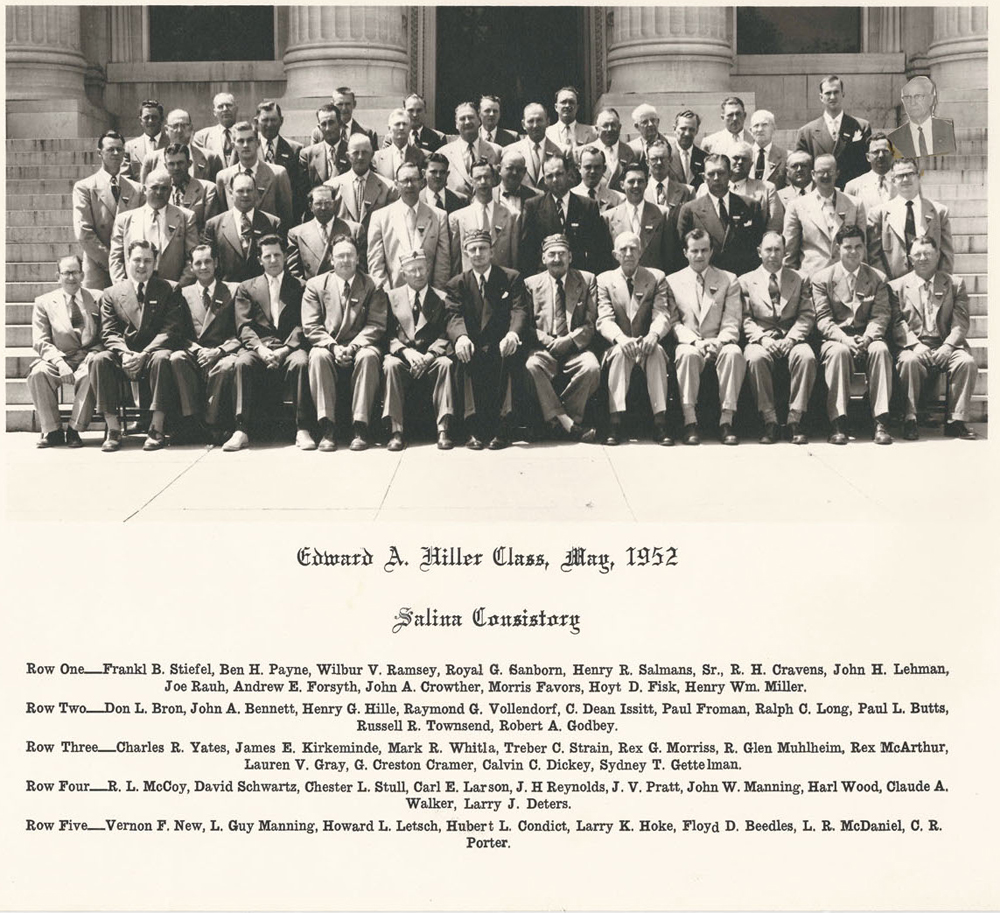 Edward A. Hiller Class, May, 1952
Salina Consistory
Row One—Frankl B. Stiefel, Ben H. Payne, Wilbur V. Ramsey, Royal G. Sanborn, Henry R. Salmans, Sr., R. H. Cravens, John H. Lehman,
Joe Rauh, Andrew E. Forsyth, John A. Crowther, Morris Favors, Hoyt D. Fisk, Henry Wm. Miller.
Row Two—Don L. Bron, John A. Bennett, Henry G. Hille, Raymond G. Vollendorf, C. Dean Issitt, Paul Froman, Ralph C. Long, Paul L. Butts,
Russell R. Townsend, Robert A. Godbey.
Row Three—Charles R. Yates, James E. Kirkeminde, Mark R. Whitla, Treber C. Strain, Rex G. Morriss, R. Glen Muhlheim, Rex McArthur,
Lauren V. Gray, G. Creston Cramer, Calvin C. Dickey, Sydney T. Gettelman.
Row Four—R. L. McCoy, David Schwartz, Chester L. Stull, Carl E. Larson, J. H Reynolds, J. V. Pratt, John W. Manning, Harl Wood, Claude A.
Walker, Larry J. Deters.
Row Five—Vernon F. New, L. Guy Manning, Howard L. Letsch, Hubert L. Condict, Larry K. Hoke, Floyd D. Beedles, L. R. McDaniel, C. R.
Porter.